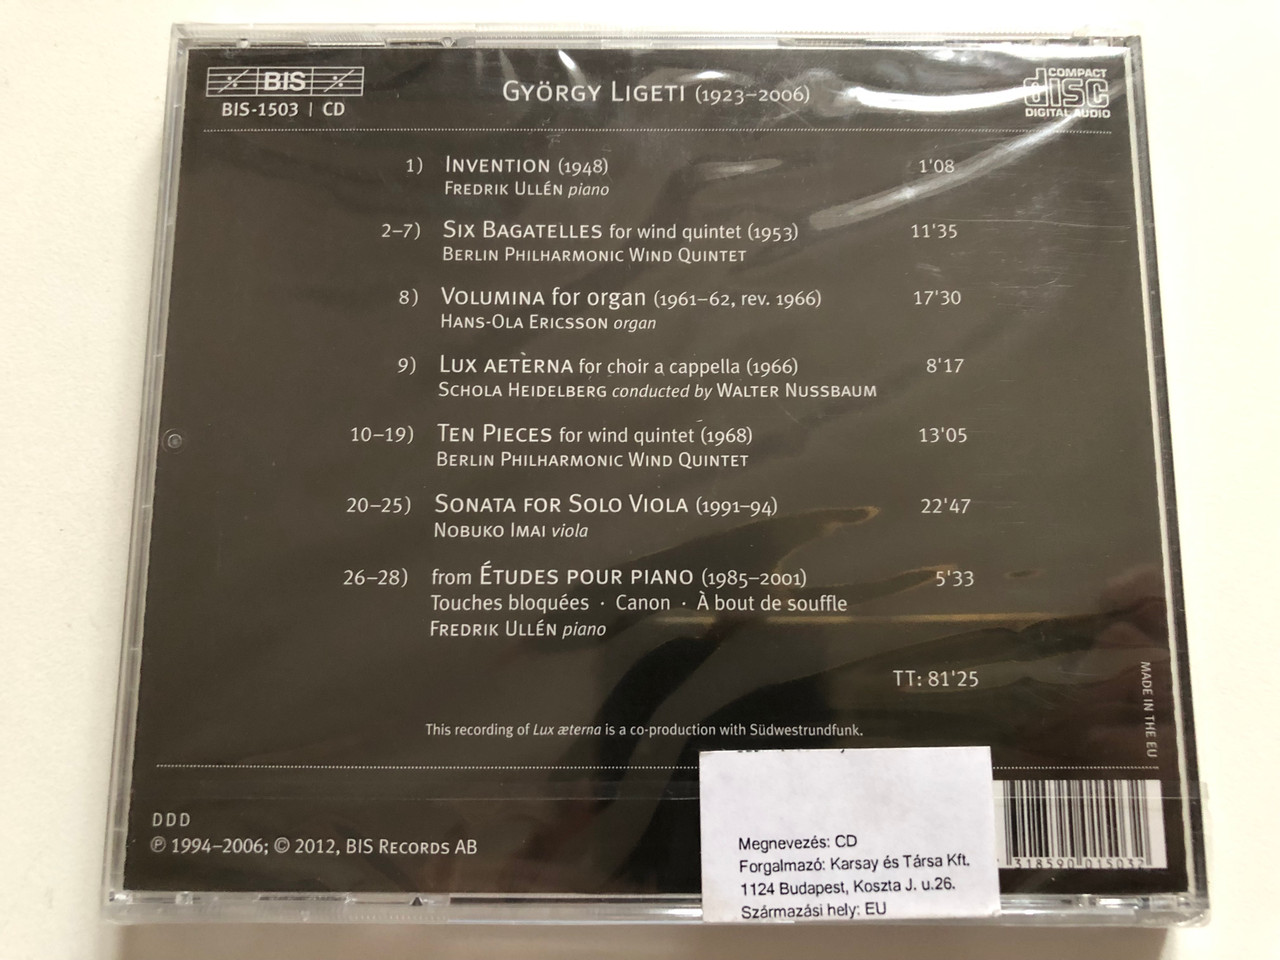 BIS
BIS-1503 | CD
GYÖRGY LIGETI (1923–2006)
COMPACT
disc
DIGITAL AUDIO
1) INVENTION (1948) 1'08
FREDRIK ULLÉN piano
2–7) SIX BAGATELLES for wind quintet (1953) 11'35
BERLIN PHILHARMONIC WIND QUINTET
8) VOLUMINA for organ (1961–62, rev. 1966) 17'30
HANS-OLA ERICSSON organ
9) LUX AETERNA for choir a cappella (1966) 8'17
SCHOLA HEIDELBERG conducted by WALTER NUSSBAUM
10–19) TEN PIECES for wind quintet (1968) 13'05
BERLIN PHILHARMONIC WIND QUINTET
20–25) SONATA FOR SOLO VIOLA (1991–94) 22'47
NOBUKO IMAI viola
26–28) from ÉTUDES POUR PIANO (1985–2001) 5'33
Touches bloquées · Canon · À bout de souffle
FREDRIK ULLÉN piano
TT: 81'25
MADE IN THE EU
This recording of Lux æterna is a co-production with Südwestrundfunk.
DDD
℗ 1994–2006; © 2012, BIS RECORDS AB
Megnevezés: CD
Forgalmazó: Karsay és Társa Kft.
1124 Budapest, Koszta J. u.26.
Származási hely: EU
318590 015032